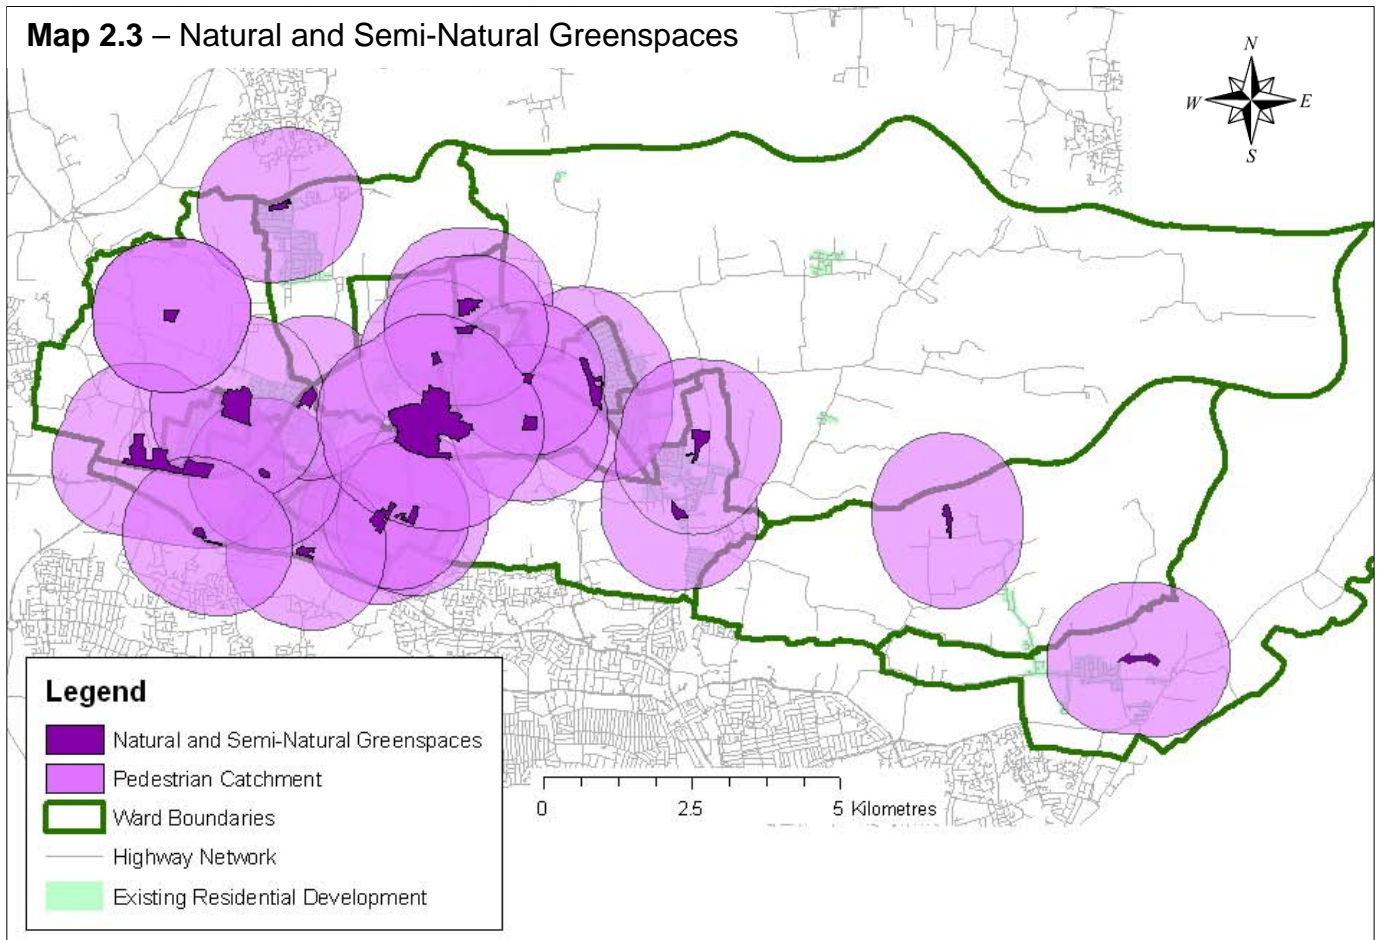 Map 2.3 – Natural and Semi-Natural Greenspaces
N
W E
S
Legend
Natural and Semi-Natural Greenspaces
Pedestrian Catchment
Ward Boundaries
Highway Network
Existing Residential Development
0 2.5 5 Kilometres